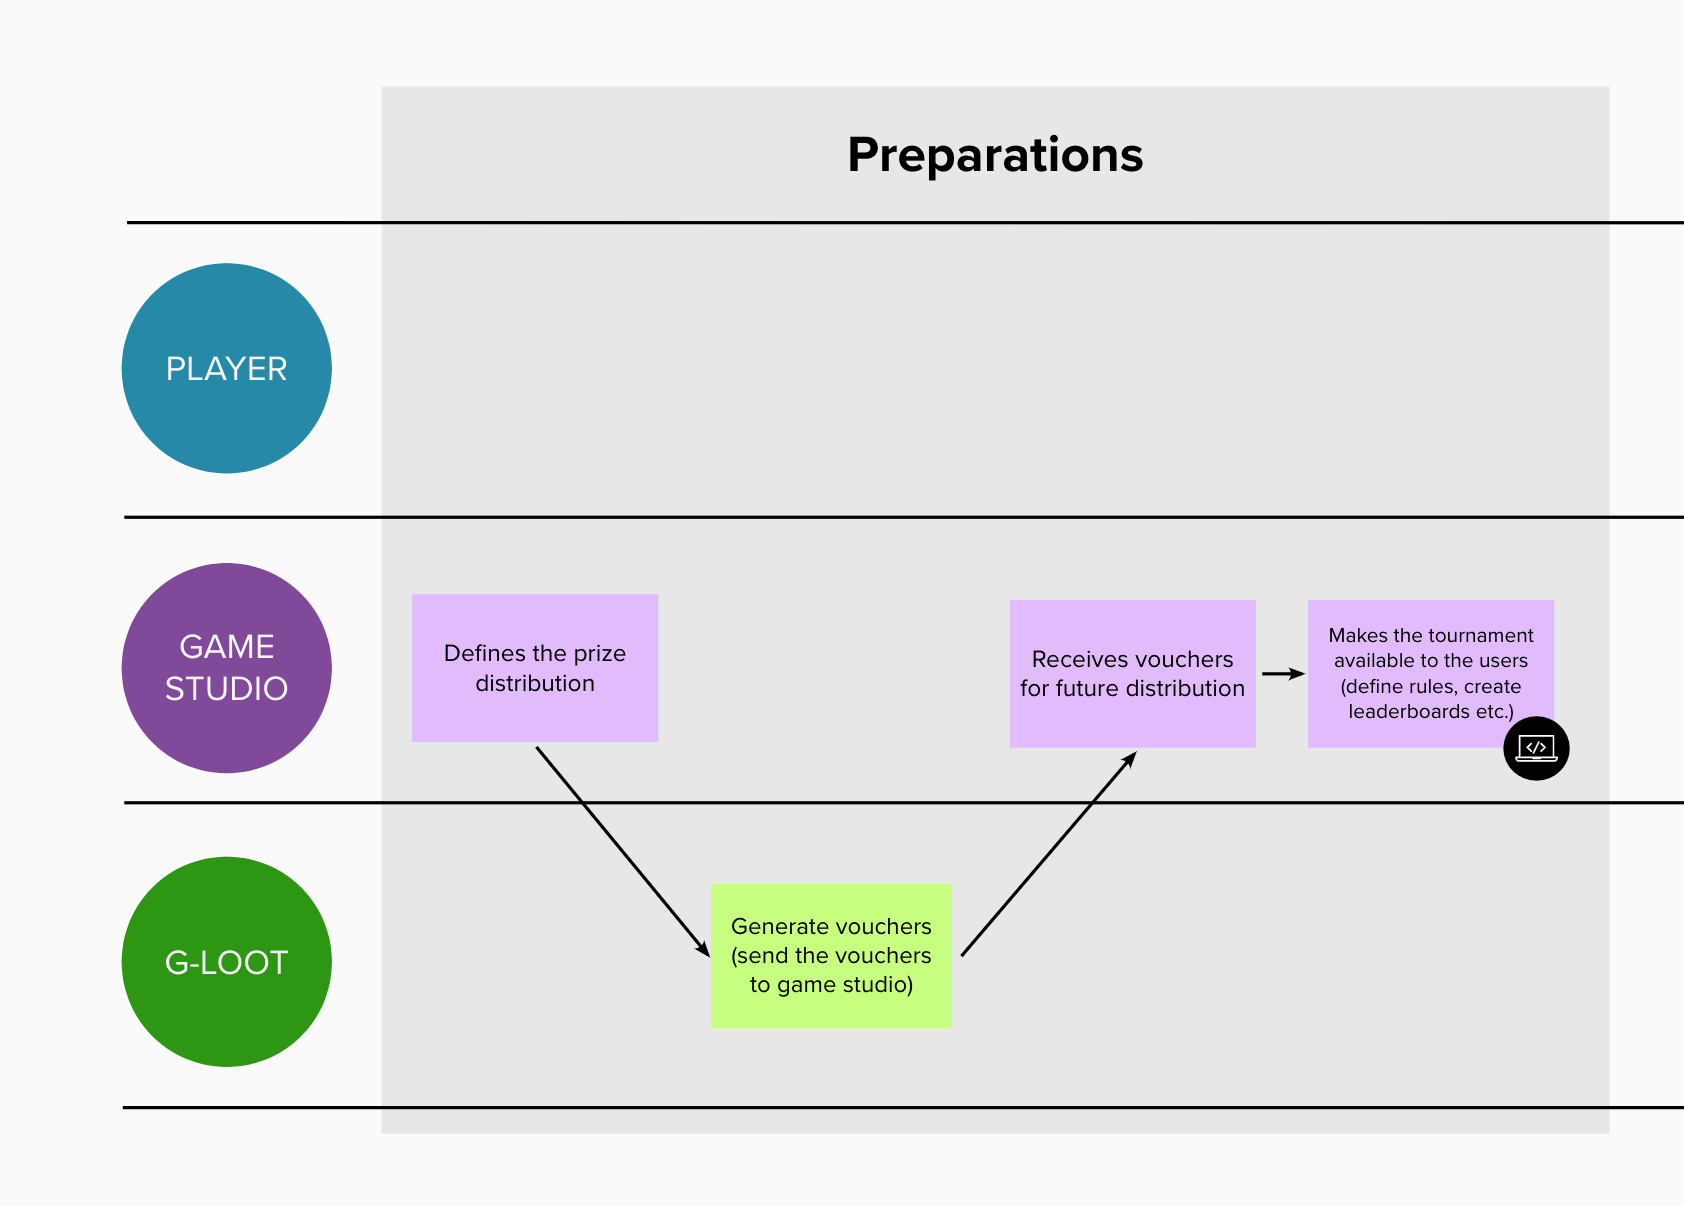 Preparations
PLAYER
GAME
STUDIO
Defines the prize
distribution
Receives vouchers
for future distribution
Makes the tournament
available to the users
(define rules, create
leaderboards etc.)
</>
G-LOOT
Generate vouchers
(send the vouchers
to game studio)